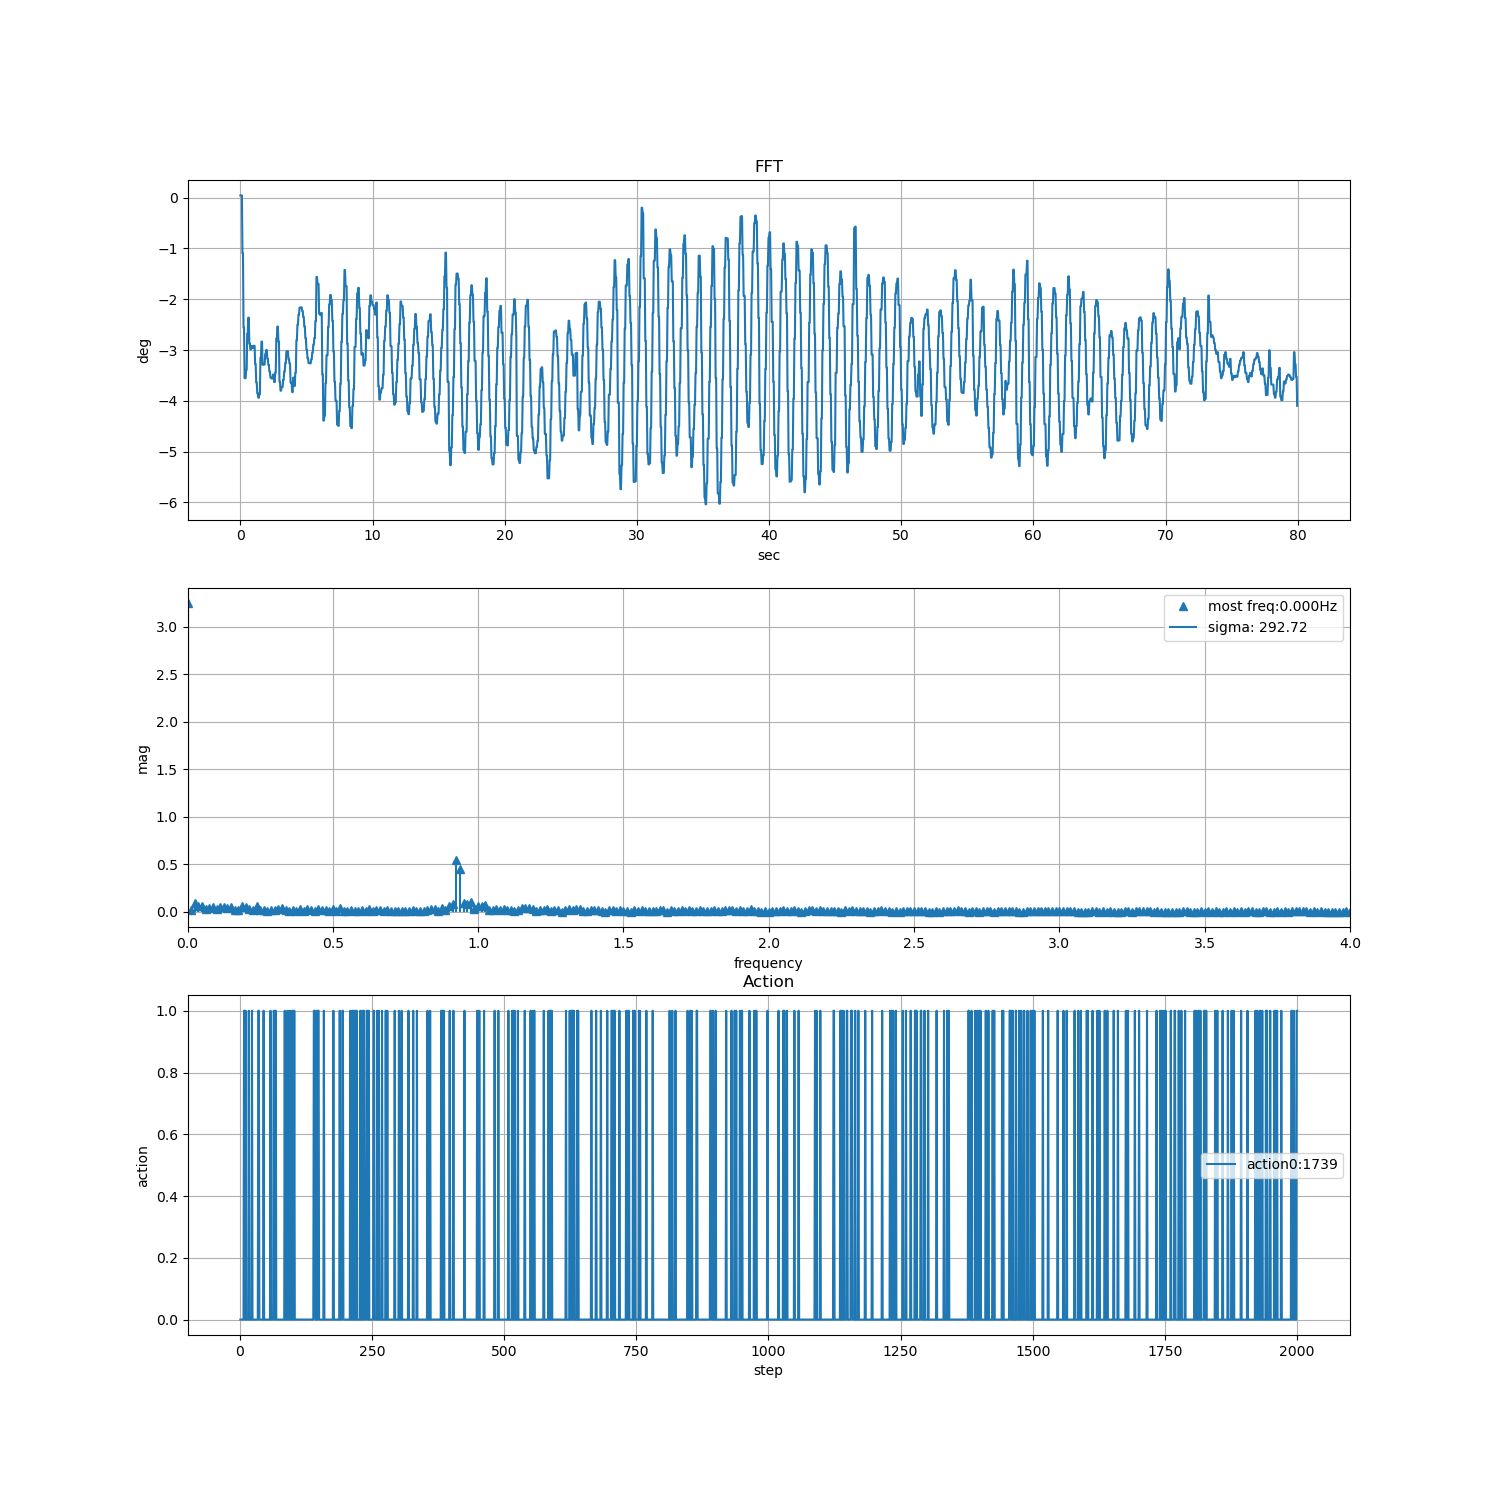 FFT
0
−1
−2
−3
−4
−5
−6
deg
0 10 20 30 40 50 60 70 80
sec
most freq:0.000Hz
sigma: 292.72
3.0
2.5
2.0
1.5
1.0
0.5
0.0
mag
0.0 0.5 1.0 1.5 2.0 2.5 3.0 3.5 4.0
frequency
Action
1.0
0.8
0.6
0.4
0.2
0.0
action
action0:1739
0 250 500 750 1000 1250 1500 1750 2000
step